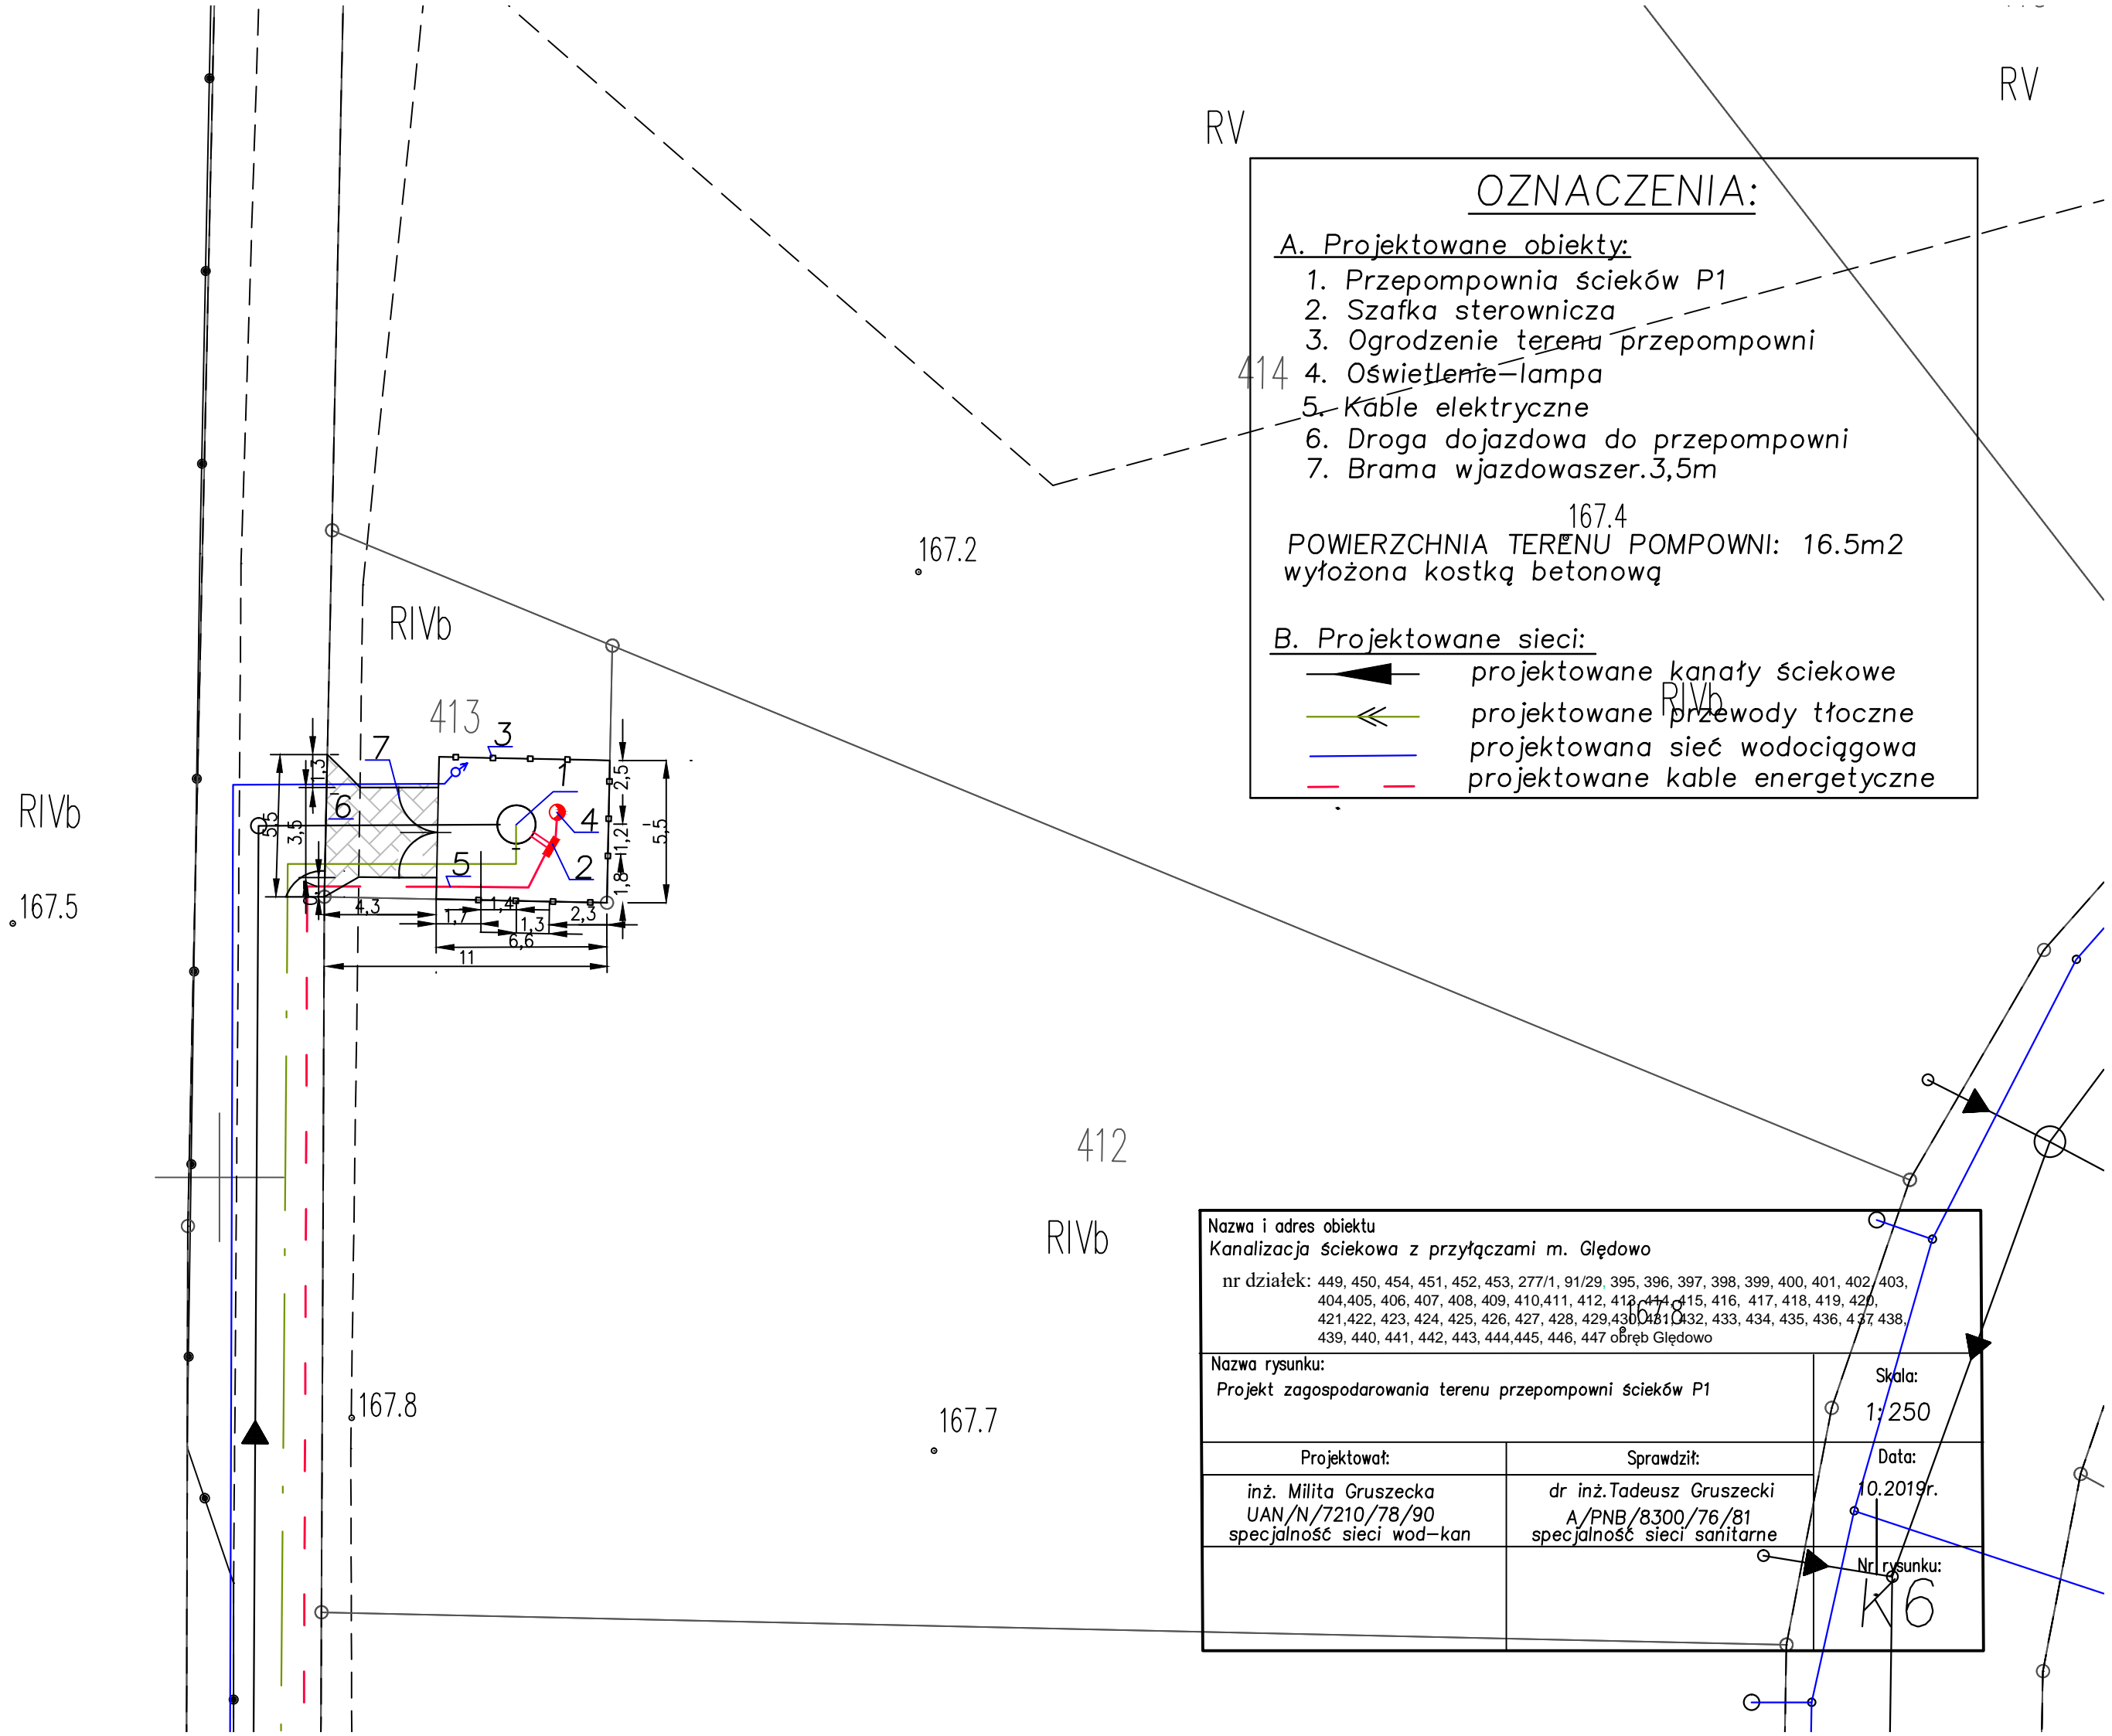 RV
RV
OZNACZENIA:
A. Projektowane obiekty:
1. Przepompownia ścieków P1
2. Szafka sterownicza
3. Ogrodzenie terenu przepompowni
414
4. Oświetlenie-lampa
5. Kable elektryczne
6. Droga dojazdowa do przepompowni
7. Brama wjazdowaszer.3,5m
167.4
POWIERZCHNIA TERENU POMPOWNI: 16.5m2
wyłożona kostką betonową
B. Projektowane sieci:
projektowane kanały ściekowe
RIVb
projektowane przewody tłoczne
projektowana sieć wodociągowa
projektowane kable energetyczne
167.2
RIVb
413
3
7
1
1,3
2,5
6
4
RIVb
5,5
3,5
1,2
5,5
5
2
1,8
167.5
4,3
1,7
1,4
1,3
2,3
6,6
11
412
RIVb
167.8
167.7
Nazwa i adres obiektu
Kanalizacja ściekowa z przyłączami m. Ględowo
nr działek: 449, 450, 454, 451, 452, 453, 277/1, 91/29, 395, 396, 397, 398, 399, 400, 401, 402, 403,
404,405, 406, 407, 408, 409, 410,411, 412, 413, 414, 415, 416, 417, 418, 419, 420,
421,422, 423, 424, 425, 426, 427, 428, 429,430, 431, 432, 433, 434, 435, 436, 437, 438,
439, 440, 441, 442, 443, 444,445, 446, 447 obręb Ględowo
167.8
Nazwa rysunku:
Projekt zagospodarowania terenu przepompowni ścieków P1
Skala:
1:250
Projektował:
Sprawdził:
Data:
inż. Milita Gruszecka
UAN/N/7210/78/90
specjalność sieci wod-kan
dr inż.Tadeusz Gruszecki
A/PNB/8300/76/81
specjalność sieci sanitarne
10.2019r.
Nr rysunku:
K6